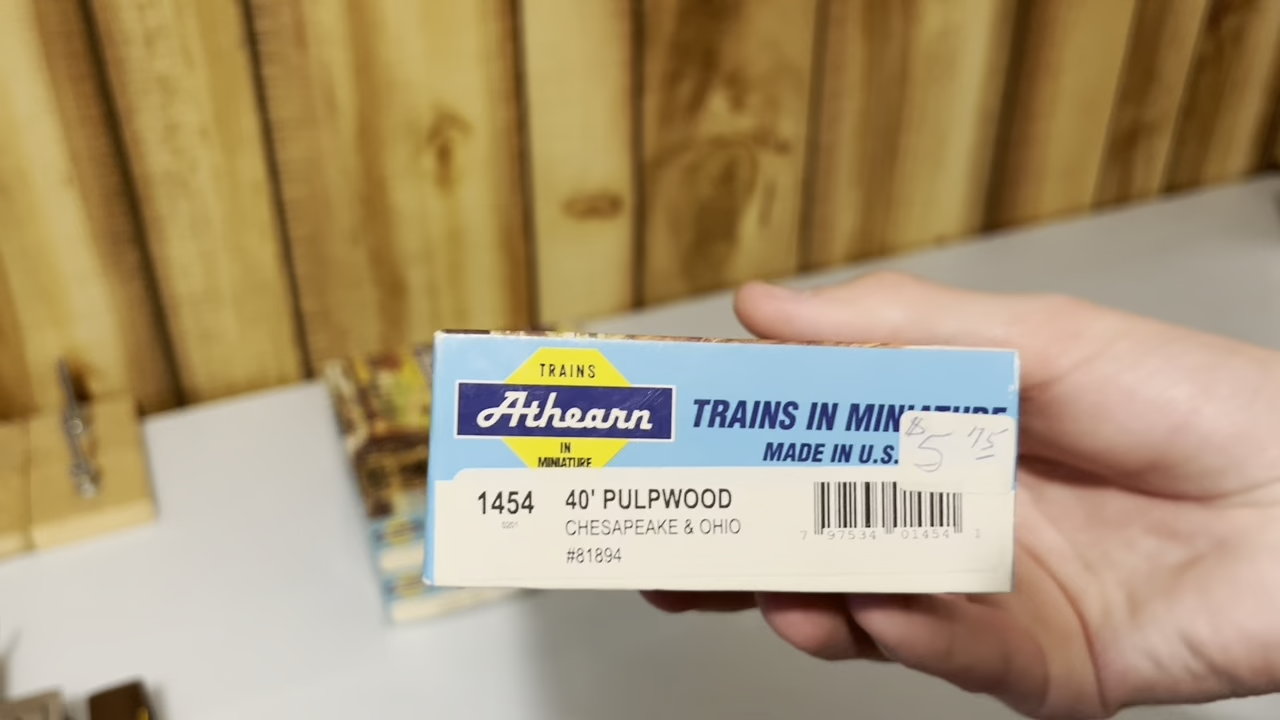 TRAINS
Athearn
IN
MINIATURE
TRAINS IN MINIATURE
MADE IN U.S.
$5 75
1454
0201
40' PULPWOOD
CHESAPEAKE & OHIO
#81894
7 97534 01454 1